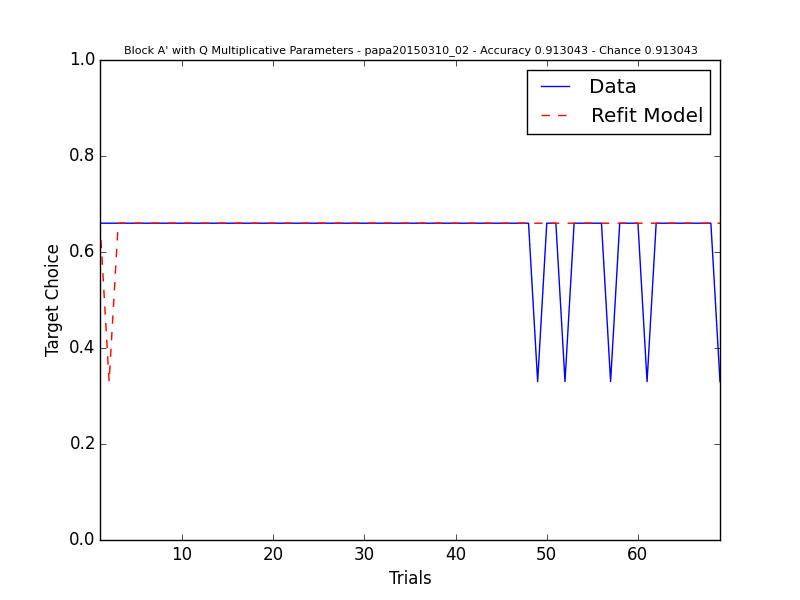 Block A' with Q Multiplicative Parameters - papa20150310_02 - Accuracy 0.913043 - Chance 0.913043
1.0
Data
Refit Model
0.8
0.6
Target Choice
0.4
0.2
0.0
10 20 30 40 50 60
Trials